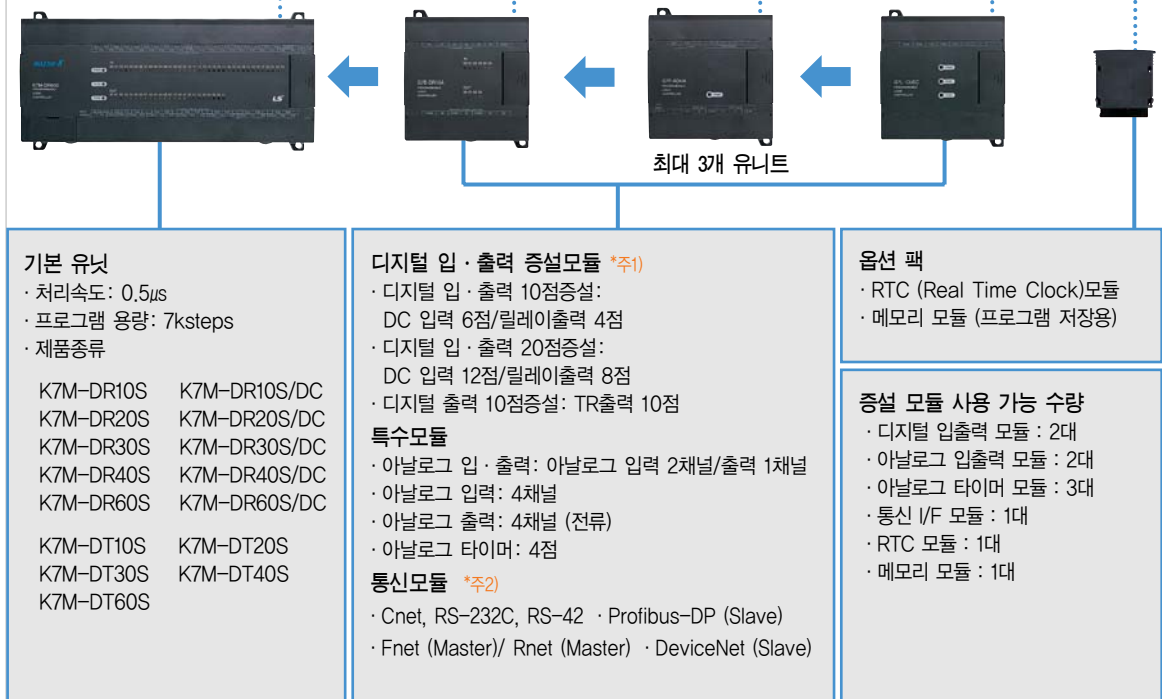 LS
최대 3개 유니트
기본 유닛
· 처리속도: 0.5㎲
· 프로그램 용량: 7ksteps
· 제품종류
K7M-DR10S K7M-DR10S/DC
K7M-DR20S K7M-DR20S/DC
K7M-DR30S K7M-DR30S/DC
K7M-DR40S K7M-DR40S/DC
K7M-DR60S K7M-DR60S/DC
K7M-DT10S K7M-DT20S
K7M-DT30S K7M-DT40S
K7M-DT60S
디지털 입·출력 증설모듈 *주1)
· 디지털 입·출력 10점증설:
DC 입력 6점/릴레이출력 4점
· 디지털 입·출력 20점증설:
DC 입력 12점/릴레이출력 8점
· 디지털 출력 10점증설: TR출력 10점
특수모듈
· 아날로그 입·출력: 아날로그 입력 2채널/출력 1채널
· 아날로그 입력: 4채널
· 아날로그 출력: 4채널 (전류)
· 아날로그 타이머: 4점
통신모듈 *주2)
· Cnet, RS-232C, RS-42 · Profibus-DP (Slave)
· Fnet (Master)/ Rnet (Master) · DeviceNet (Slave)
옵션 팩
· RTC (Real Time Clock)모듈
· 메모리 모듈 (프로그램 저장용)
증설 모듈 사용 가능 수량
· 디지털 입출력 모듈 : 2대
· 아날로그 입출력 모듈 : 2대
· 아날로그 타이머 모듈 : 3대
· 통신 I/F 모듈 : 1대
· RTC 모듈 : 1대
· 메모리 모듈 : 1대